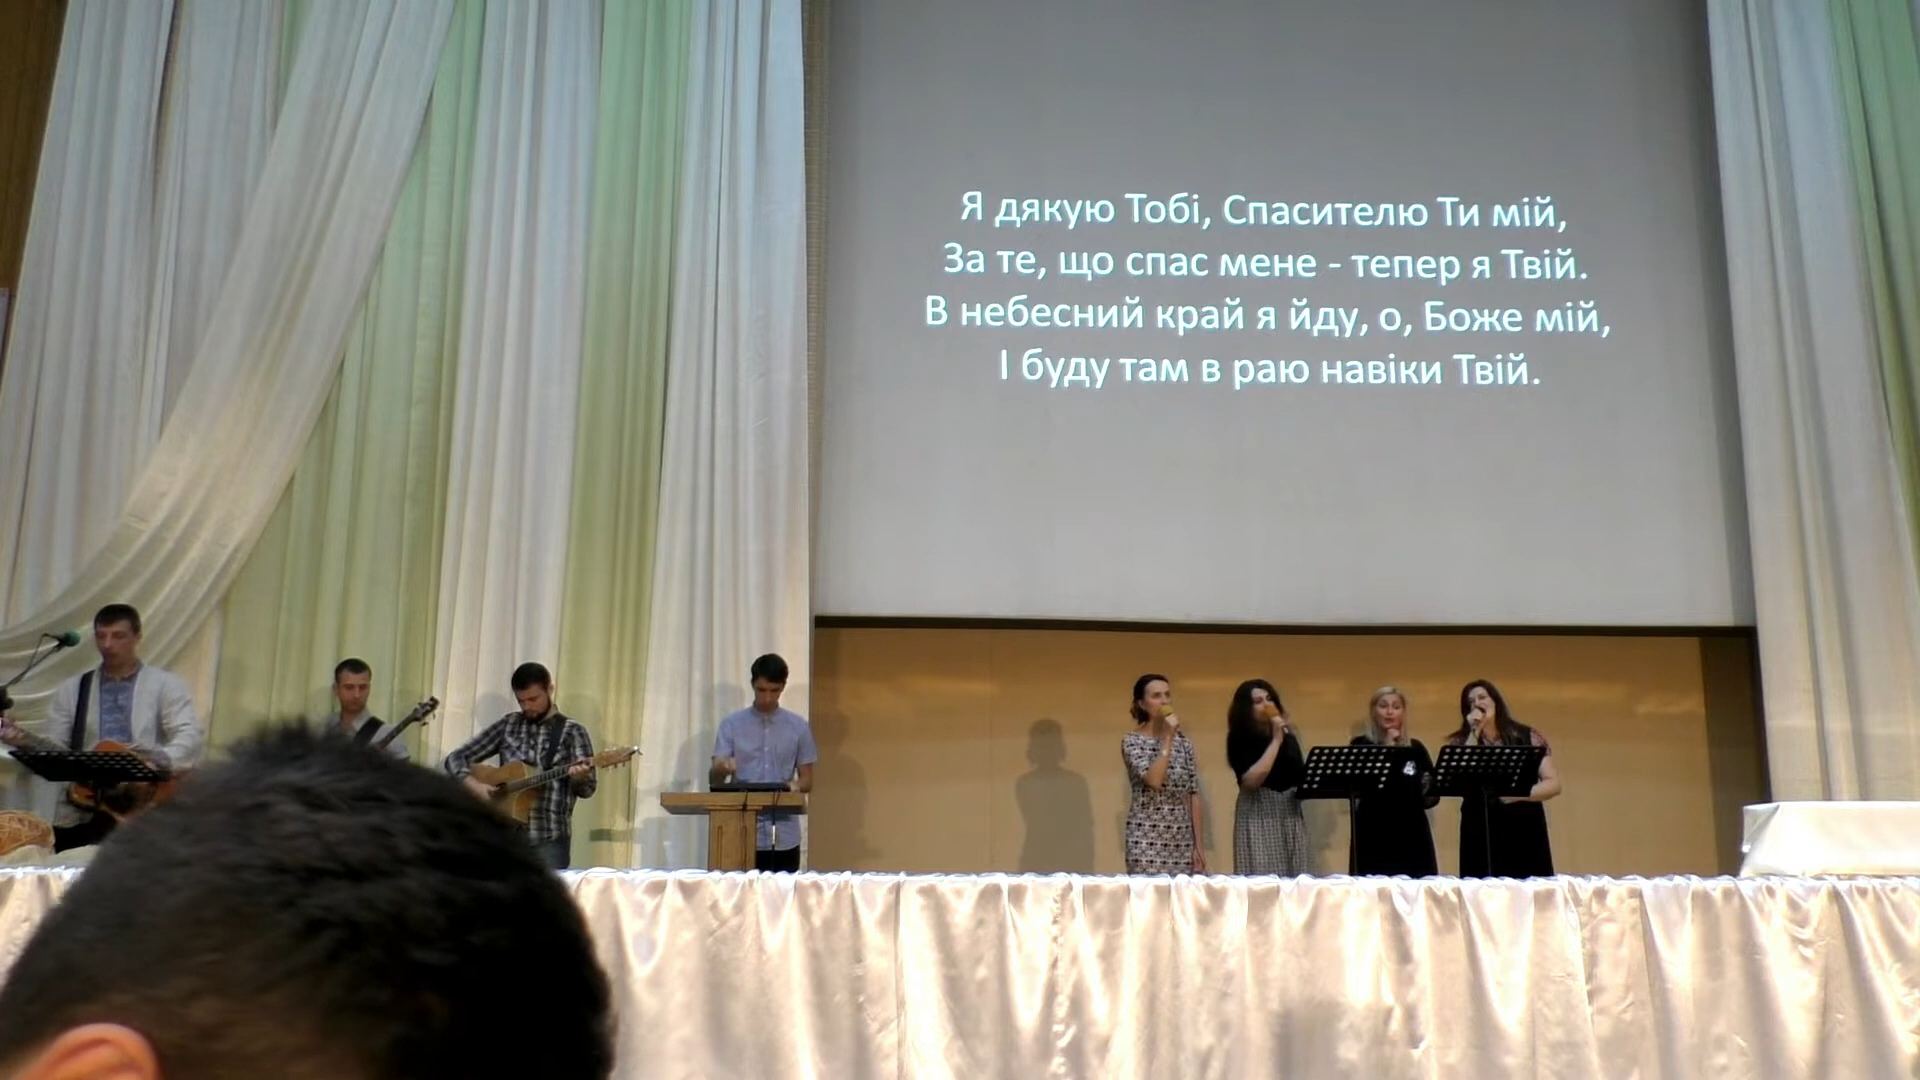 Я дякую Тобі, Спасителю Ти мій,
За те, що спас мене - тепер я Твій.
В небесний край я йду, о, Боже мій,
І буду там в раю навіки Твій.